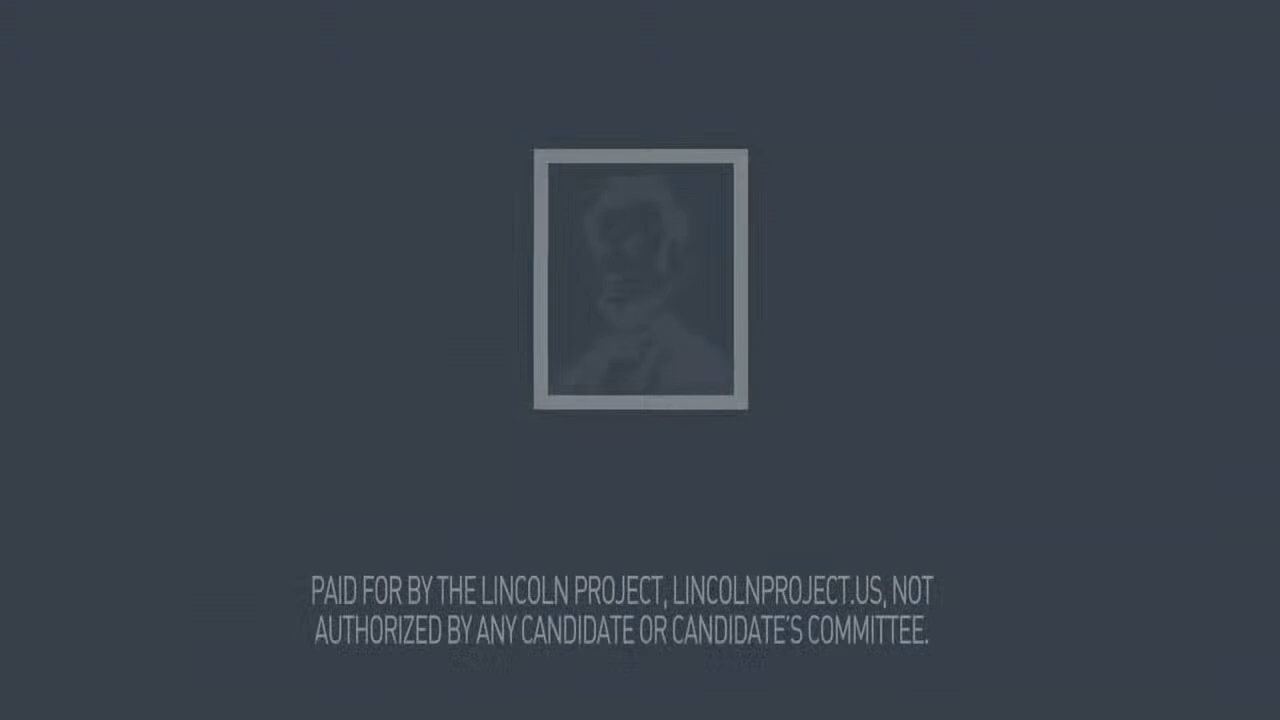 PAID FOR BY THE LINCOLN PROJECT, LINCOLNPROJECT.US, NOT
AUTHORIZED BY ANY CANDIDATE OR CANDIDATE'S COMMITTEE.